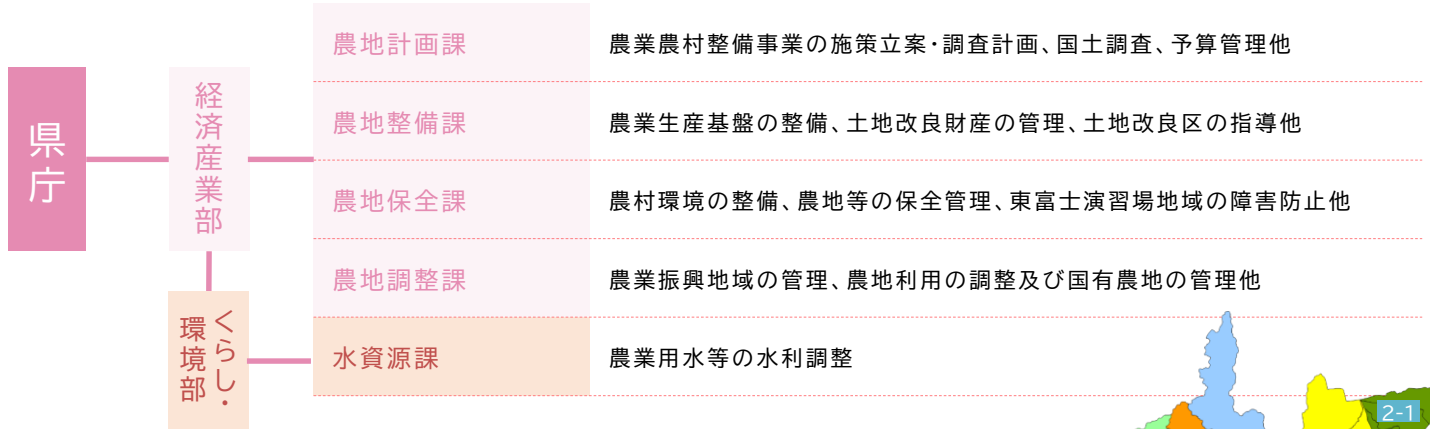 県庁
経済産業部
農地計画課
農業農村整備事業の施策立案・調査計画、国土調査、予算管理他
農地整備課
農業生産基盤の整備、土地改良財産の管理、土地改良区の指導他
農地保全課
農村環境の整備、農地等の保全管理、東富士演習場地域の障害防止他
農地調整課
農業振興地域の管理、農地利用の調整及び国有農地の管理他
くらし・
環境部
水資源課
農業用水等の水利調整
2-1